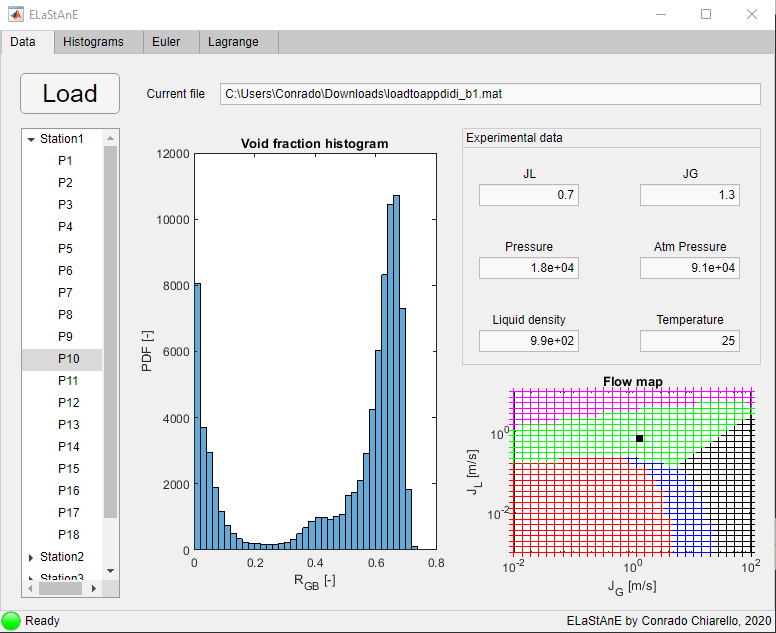 ELaStAnE
Data Histograms Euler Lagrange
Load
Current file C:\Users\Conrado\Downloads\loadtoappdidi_b1.mat
Station1
P1
P2
P3
P4
P5
P6
P7
P8
P9
P10
P11
P12
P13
P14
P15
P16
P17
P18
Station2
Station3
Void fraction histogram
12000
10000
8000
6000
4000
2000
0
PDF [-]
0 0.2 0.4 0.6 0.8
R_GB [-]
Experimental data
JL JG
0.7 1.3
Pressure Atm Pressure
1.8e+04 9.1e+04
Liquid density Temperature
9.9e+02 25
Flow map
10^0
10^-2
J_L [m/s]
10^-2 10^0 10^2
J_G [m/s]
Ready
ELaStAnE by Conrado Chiarello, 2020